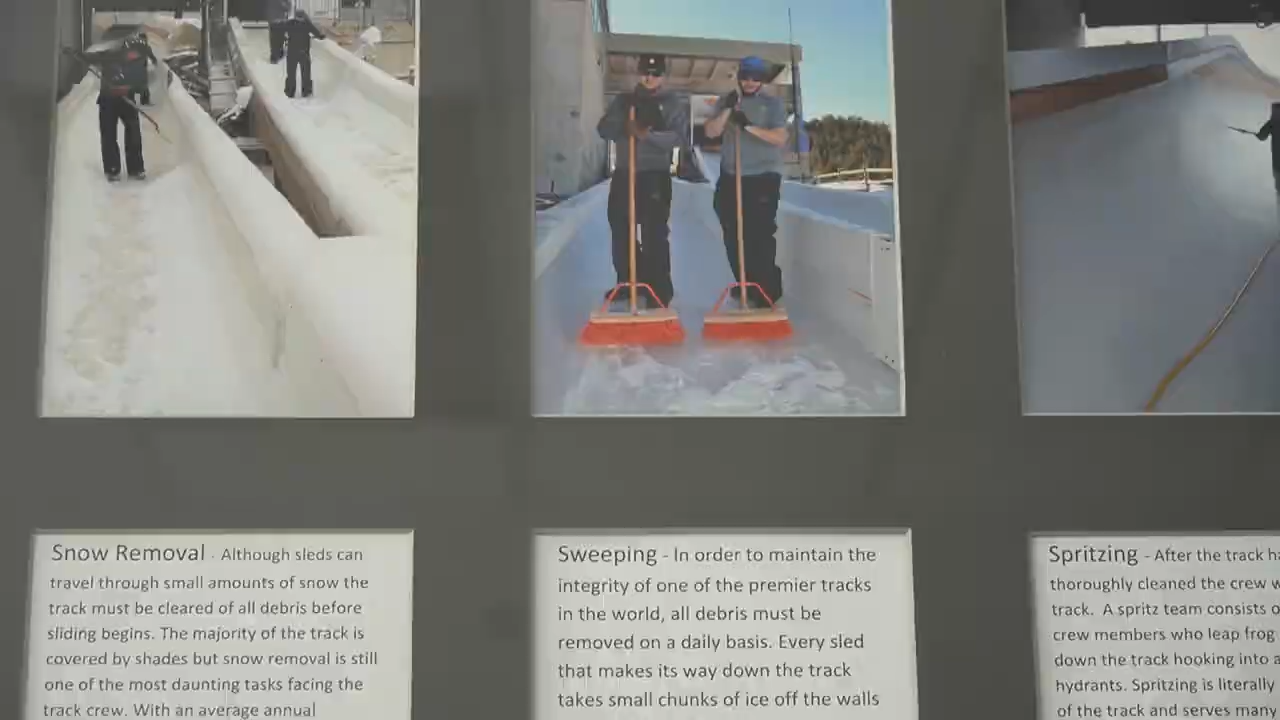 Snow Removal - Although sleds can
travel through small amounts of snow the
track must be cleared of all debris before
sliding begins. The majority of the track is
covered by shades but snow removal is still
one of the most daunting tasks facing the
track crew. With an average annual
Sweeping - In order to maintain the
integrity of one of the premier tracks
in the world, all debris must be
removed on a daily basis. Every sled
that makes its way down the track
takes small chunks of ice off the walls
Spritzing - After the track
thoroughly cleaned the crew
track. A spritz team consists
crew members who leap frog
down the track hooking into
hydrants. Spritzing is literally
of the track and serves many